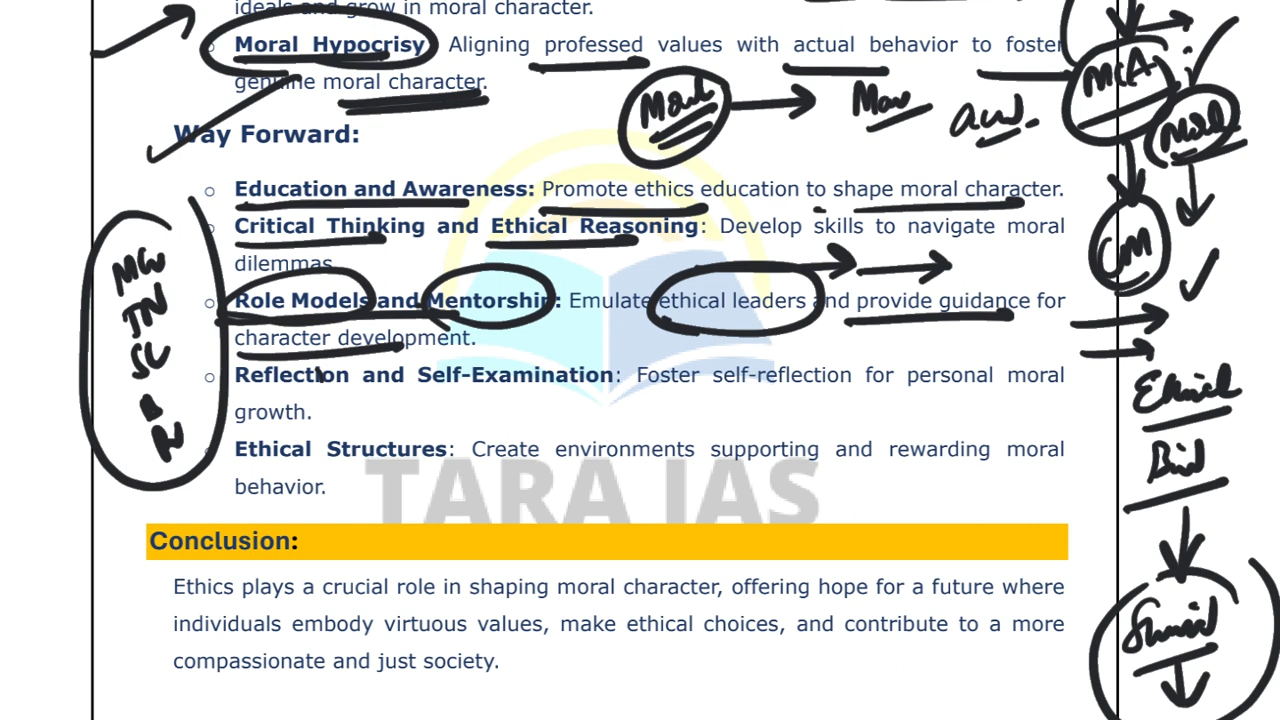 ideals and grow in moral character.
Moral Hypocrisy Aligning professed values with actual behavior to foster
genuine moral character.
Way Forward:
Education and Awareness: Promote ethics education to shape moral character.
Critical Thinking and Ethical Reasoning: Develop skills to navigate moral
dilemmas
Role Models and Mentorship: Emulate ethical leaders and provide guidance for
character development.
Reflection and Self-Examination: Foster self-reflection for personal moral
growth.
Ethical Structures: Create environments supporting and rewarding moral
behavior.
TARA IAS
Conclusion:
Ethics plays a crucial role in shaping moral character, offering hope for a future where
individuals embody virtuous values, make ethical choices, and contribute to a more
compassionate and just society.
MCA
CM
Ethical